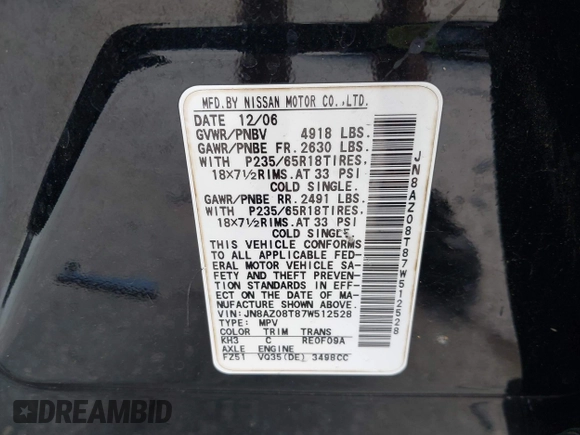 MFD. BY NISSAN MOTOR CO.,LTD.
DATE 12/06
GVWR/PNBV 4918 LBS.
GAWR/PNBE FR. 2630 LBS.
WITH P235/65R18TIRES,
18×7½RIMS. AT 33 PSI
COLD SINGLE.
GAWR/PNBE RR. 2491 LBS.
WITH P235/65R18TIRES,
18×7½RIMS. AT 33 PSI
COLD SINGLE.
THIS VEHICLE CONFORMS
TO ALL APPLICABLE FED-
ERAL MOTOR VEHICLE SA-
FETY AND THEFT PREVEN-
TION STANDARDS IN EFF-
ECT ON THE DATE OF MA-
NUFACTURE SHOWN ABOVE.
VIN: JN8AZ08T87W512528
TYPE: MPV
COLOR TRIM TRANS
KH3 C RE0F09A
AXLE ENGINE
FZ51 VQ35(DE) 3498CC
JN8AZ08T87W512528
DREAMBID